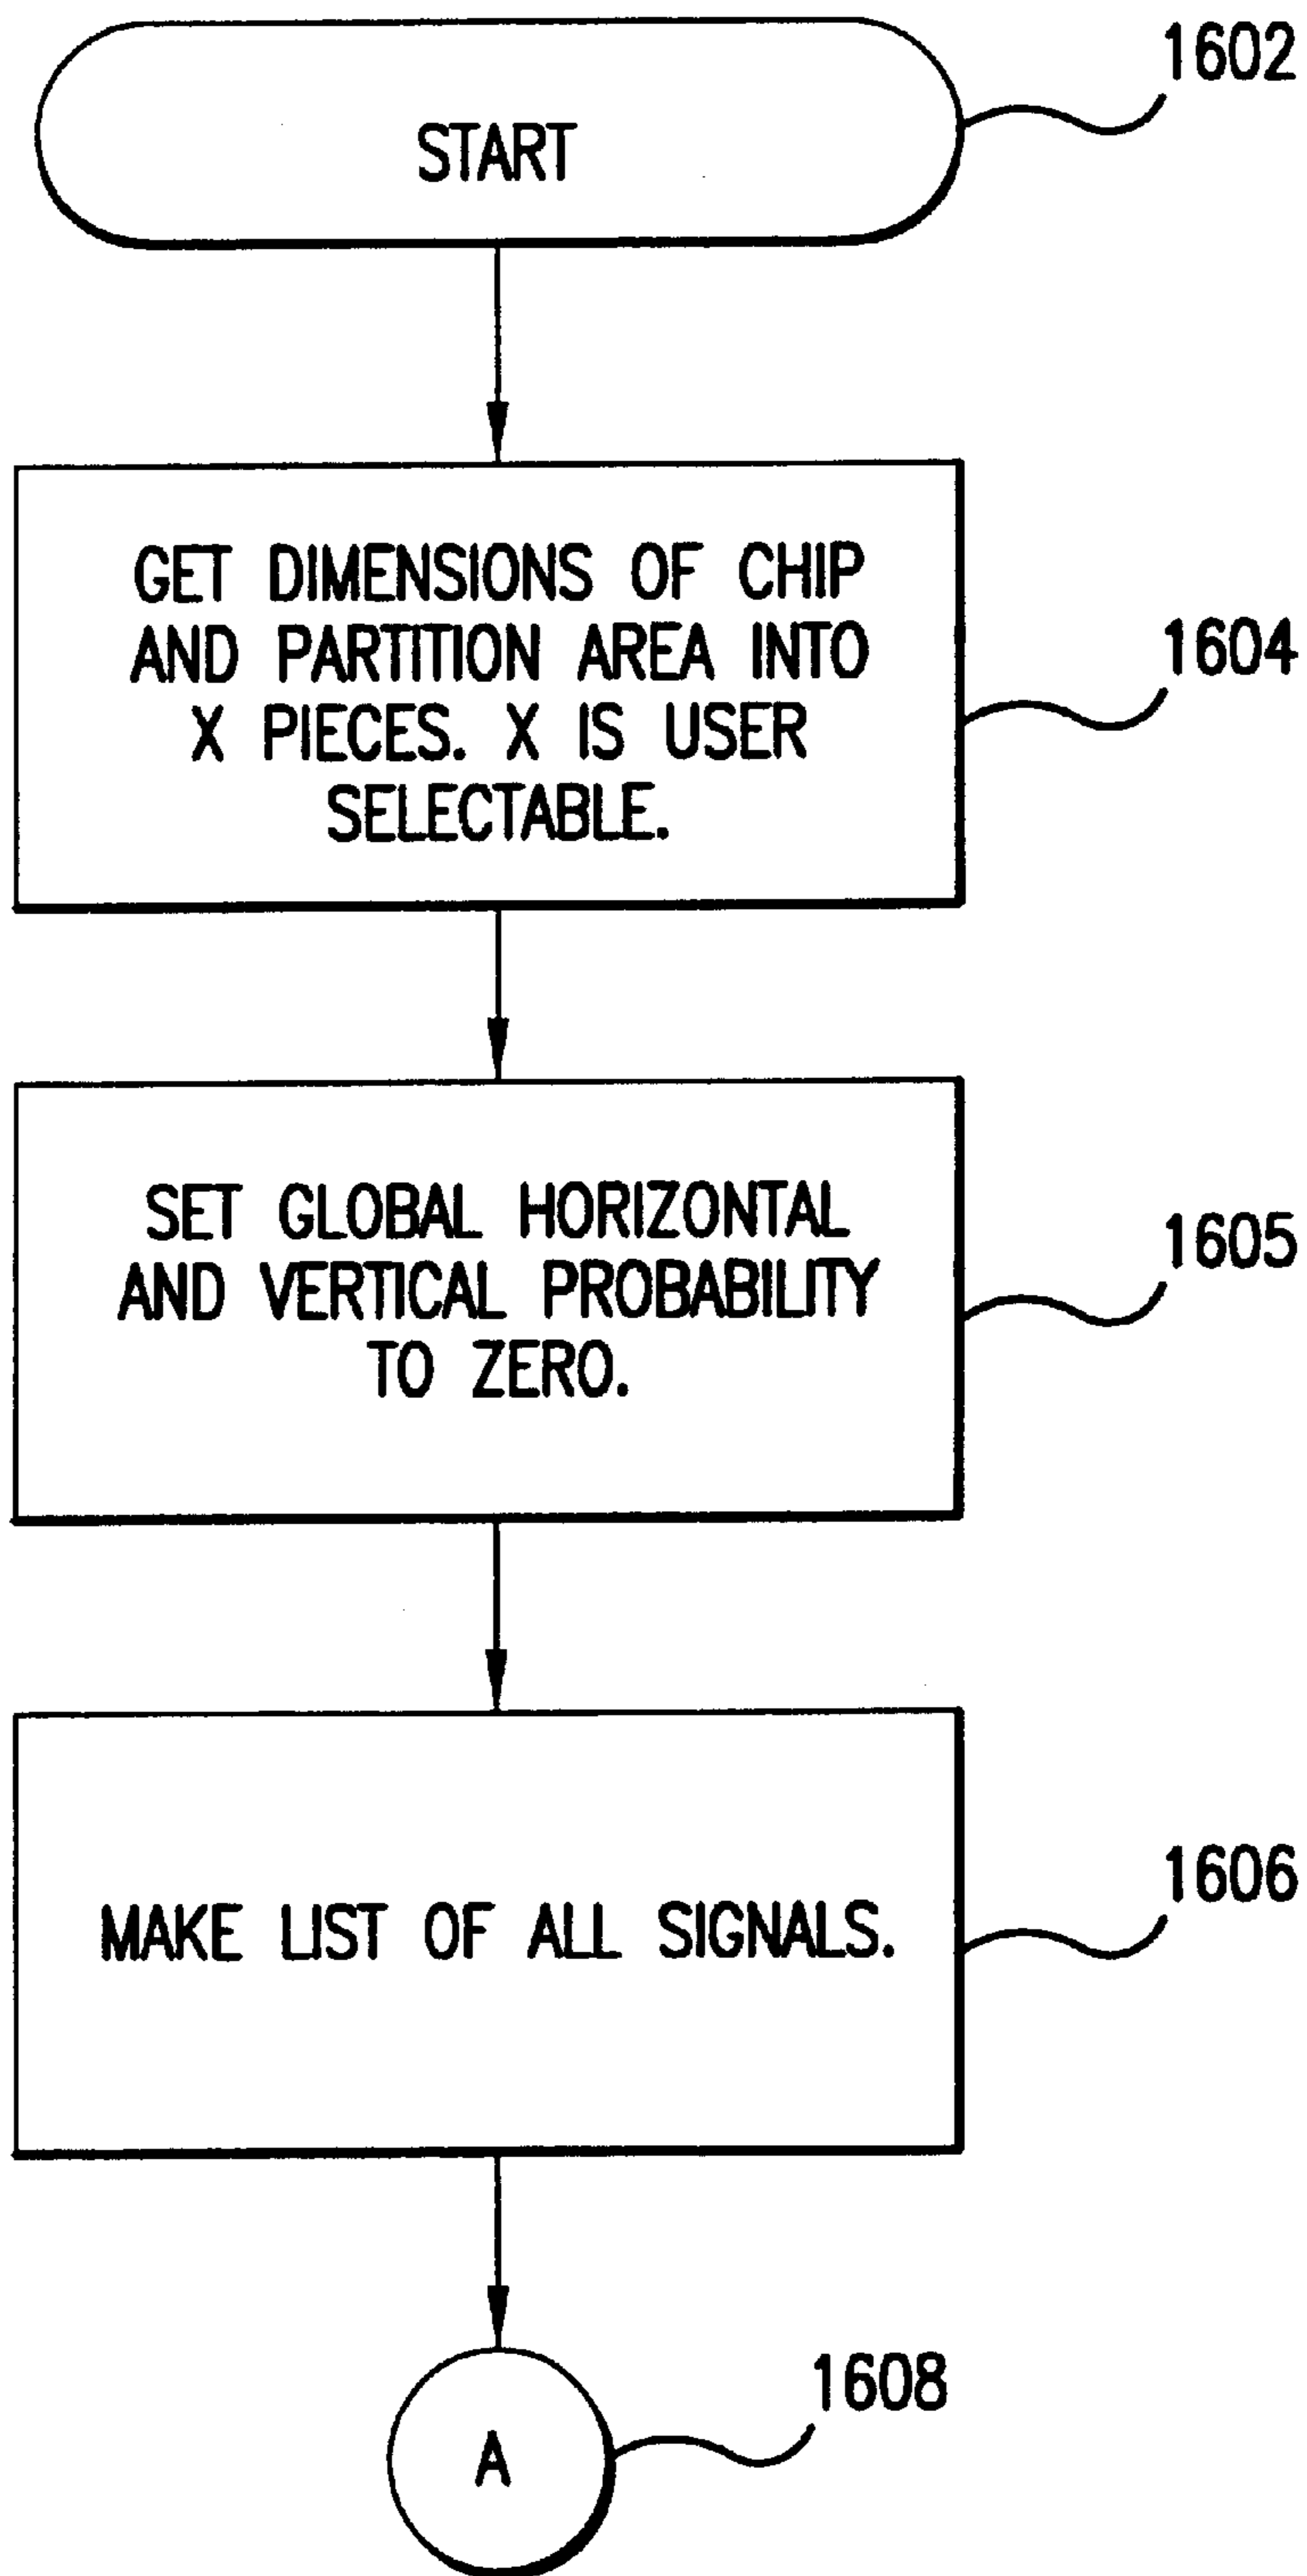 START
1602
GET DIMENSIONS OF CHIP
AND PARTITION AREA INTO
X PIECES. X IS USER
SELECTABLE.
1604
SET GLOBAL HORIZONTAL
AND VERTICAL PROBABILITY
TO ZERO.
1605
MAKE LIST OF ALL SIGNALS.
1606
A
1608